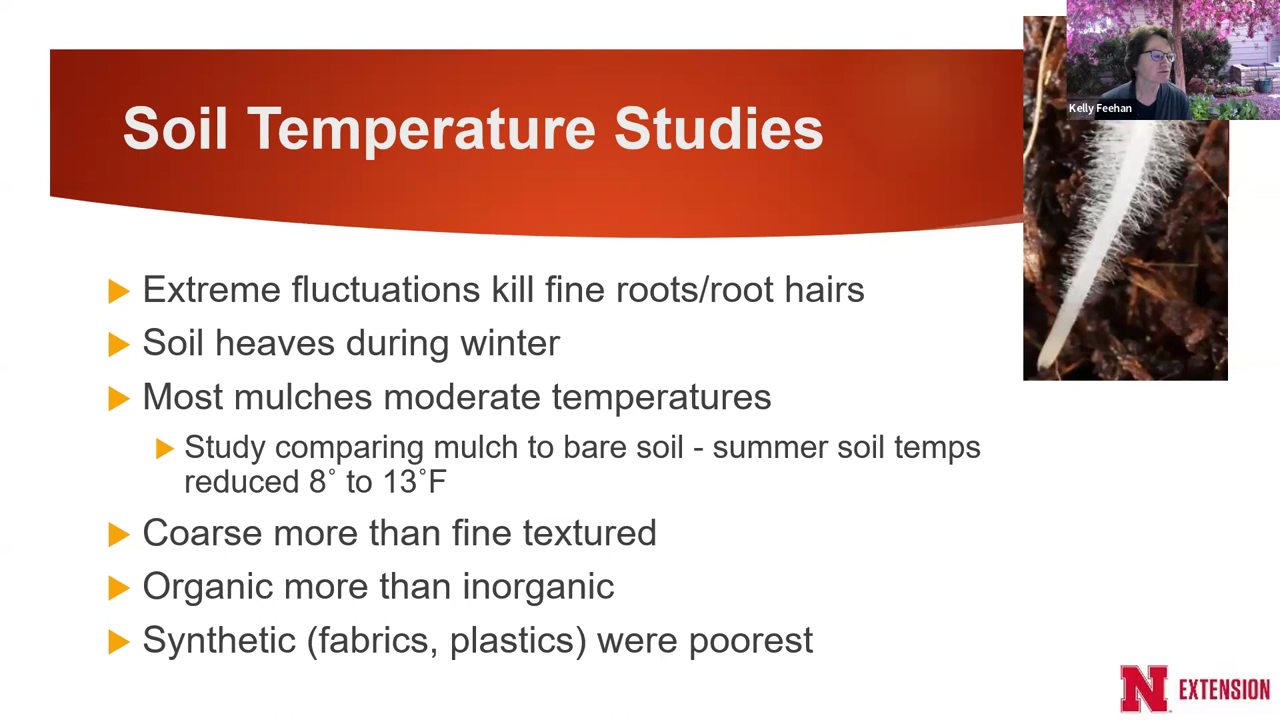 Kelly Feehan
Soil Temperature Studies
Extreme fluctuations kill fine roots/root hairs
Soil heaves during winter
Most mulches moderate temperatures
Study comparing mulch to bare soil - summer soil temps
reduced 8˚ to 13˚F
Coarse more than fine textured
Organic more than inorganic
Synthetic (fabrics, plastics) were poorest
N EXTENSION